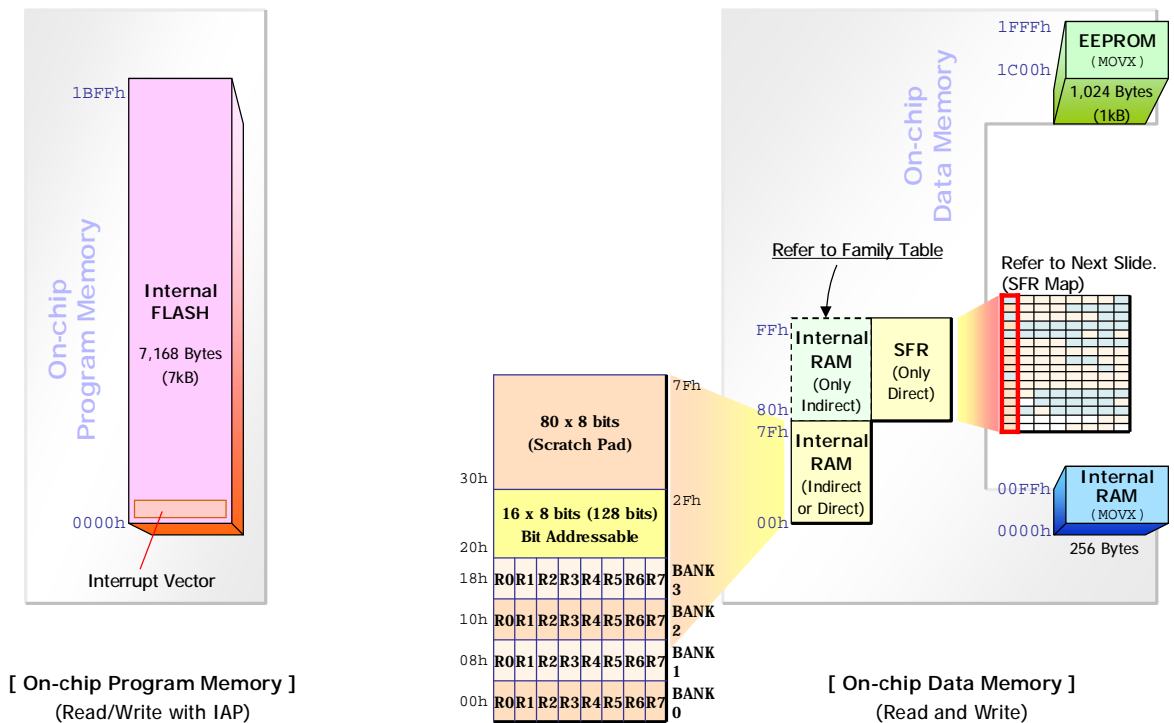 1BFFh
On-chip
Program Memory
Internal
FLASH
7,168 Bytes
(7kB)
0000h
Interrupt Vector
[ On-chip Program Memory ]
(Read/Write with IAP)
80 x 8 bits
(Scratch Pad)
7Fh
30h
16 x 8 bits (128 bits)
Bit Addressable
2Fh
20h
18h
R0 R1 R2 R3 R4 R5 R6 R7
BANK
3
10h
R0 R1 R2 R3 R4 R5 R6 R7
BANK
2
08h
R0 R1 R2 R3 R4 R5 R6 R7
BANK
1
00h
R0 R1 R2 R3 R4 R5 R6 R7
BANK
0
On-chip
Data Memory
1FFFh
1C00h
EEPROM
(MOVX)
1,024 Bytes
(1kB)
Refer to Family Table
FFh
80h
Internal
RAM
(Only
Indirect)
SFR
(Only
Direct)
7Fh
00h
Internal
RAM
(Indirect
or Direct)
Refer to Next Slide.
(SFR Map)
00FFh
0000h
Internal
RAM
(MOVX)
256 Bytes
[ On-chip Data Memory ]
(Read and Write)